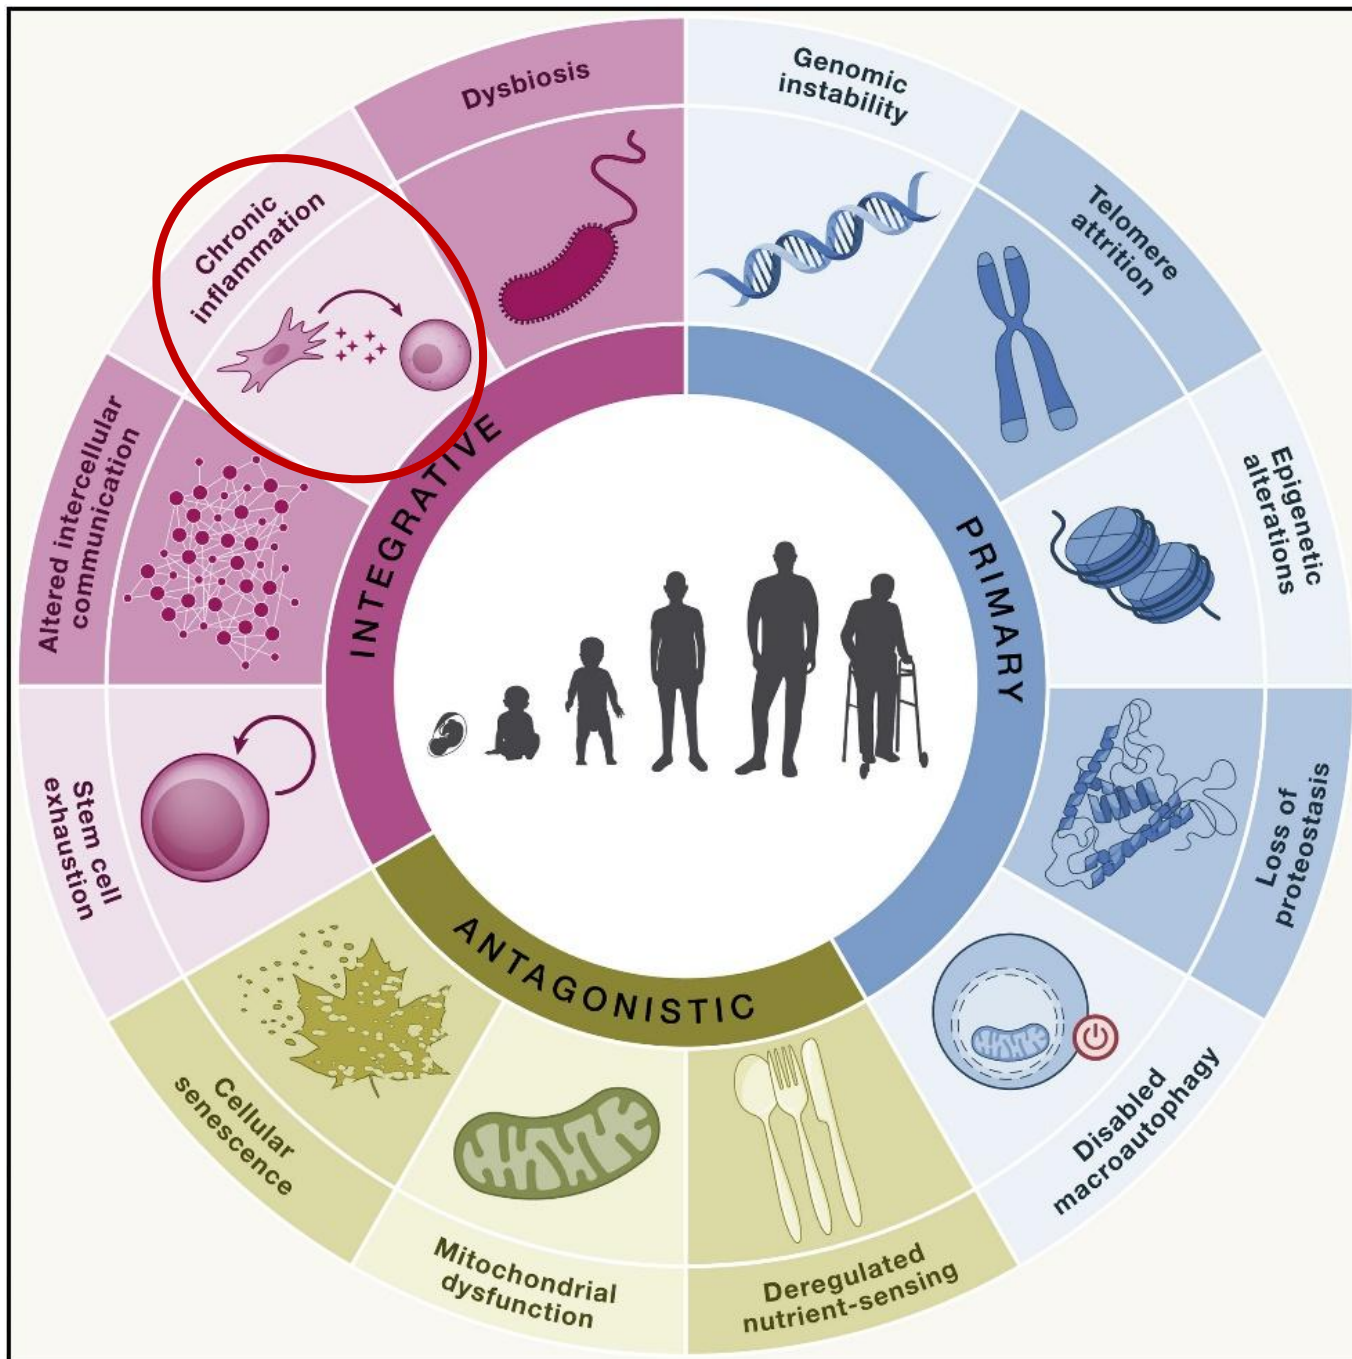 Dysbiosis
Genomic
instability
Telomere
attrition
Epigenetic
alterations
Loss of
proteostasis
Disabled
macroautophagy
Deregulated
nutrient-sensing
Mitochondrial
dysfunction
Cellular
senescence
Stem cell
exhaustion
Altered intercellular
communication
Chronic
inflammation
INTEGRATIVE
PRIMARY
ANTAGONISTIC